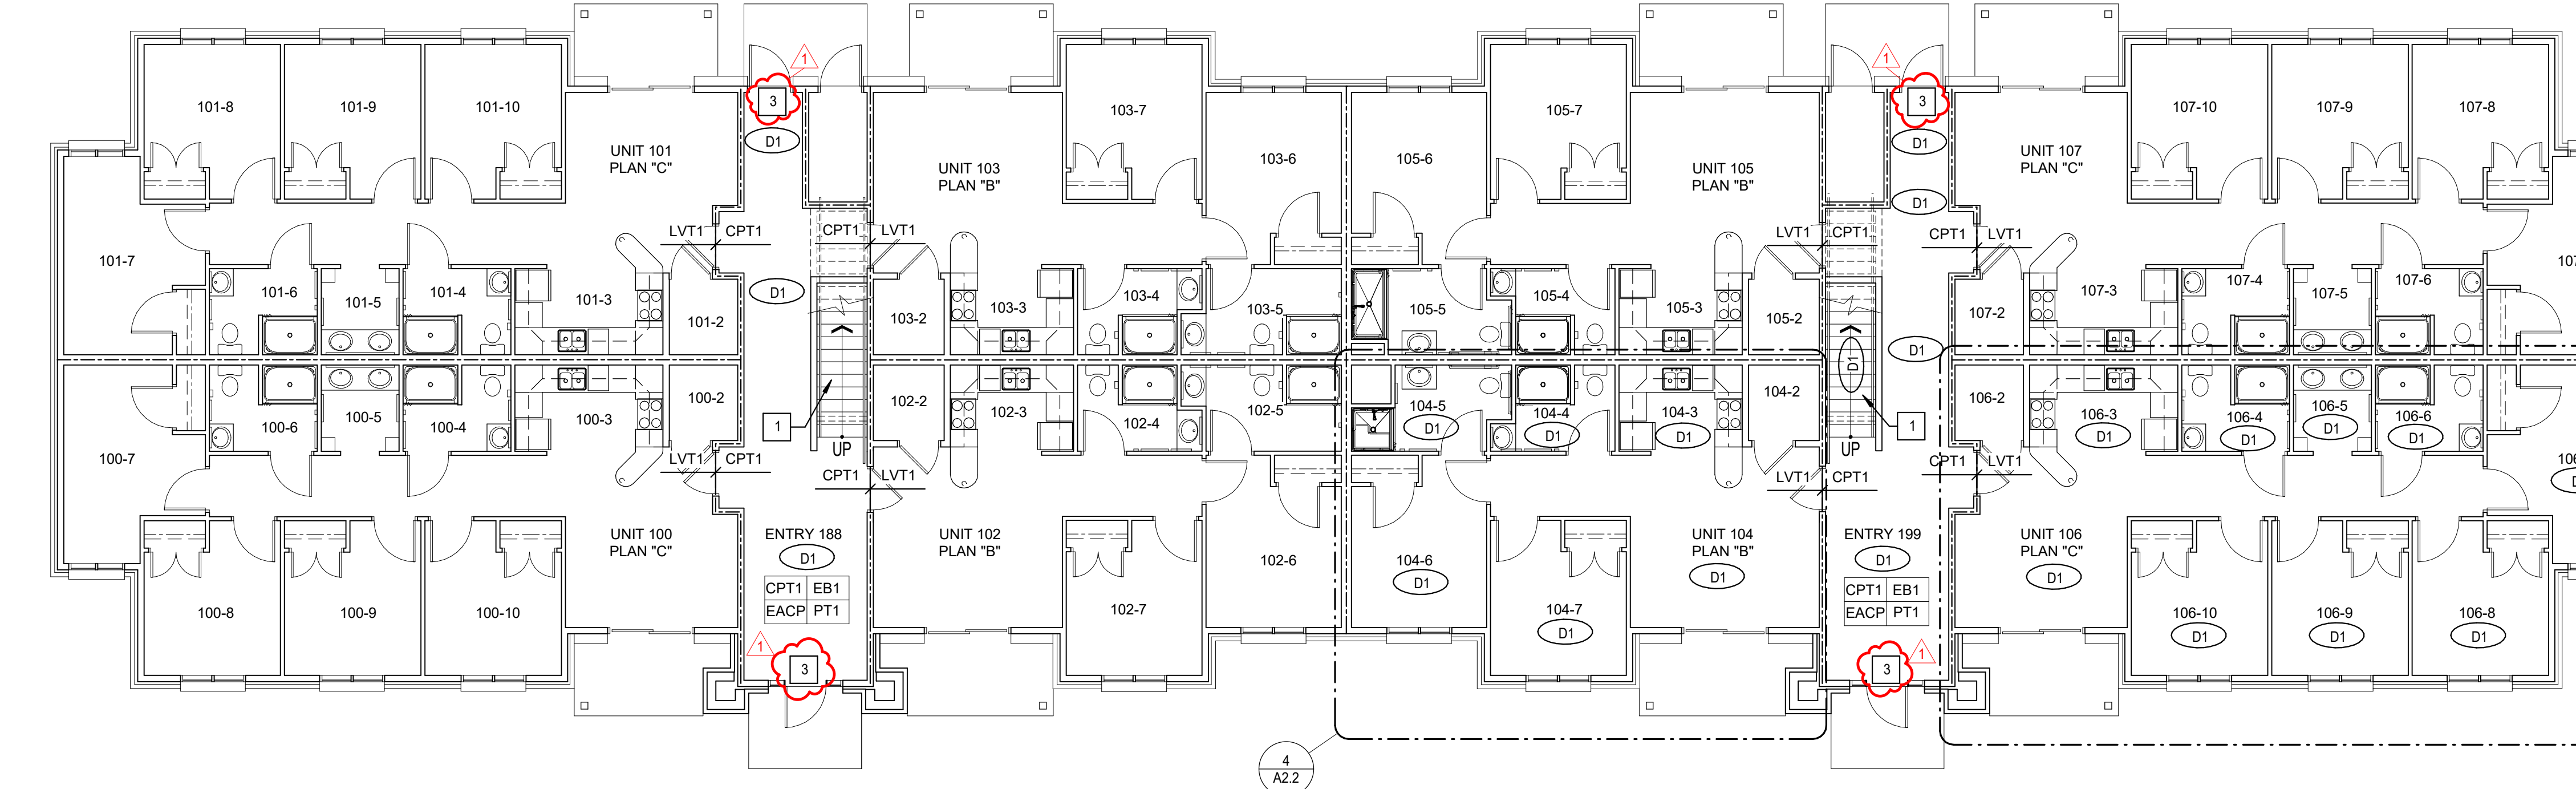 1
1
3
3
101-8
101-9
101-10
103-7
105-7
107-10
107-9
107-8
D1
D1
UNIT 101
PLAN "C"
UNIT 103
PLAN "B"
103-6
105-6
UNIT 105
PLAN "B"
UNIT 107
PLAN "C"
D1
LVT1
CPT1
CPT1
LVT1
LVT1
CPT1
CPT1
LVT1
101-7
D1
101-6
101-5
101-4
101-3
101-2
103-2
103-3
103-4
103-5
105-5
105-4
105-3
105-2
107-2
107-3
107-4
107-5
107-6
D1
D1
100-6
100-5
100-4
100-3
100-2
1
102-2
102-3
102-4
102-5
104-5
D1
104-4
D1
104-3
D1
104-2
1
106-2
106-3
D1
106-4
D1
106-5
D1
106-6
D1
UP
UP
100-7
LVT1
CPT1
CPT1
LVT1
LVT1
CPT1
CPT1
LVT1
UNIT 100
PLAN "C"
ENTRY 188
D1
UNIT 102
PLAN "B"
102-6
104-6
D1
UNIT 104
PLAN "B"
D1
ENTRY 199
D1
UNIT 106
PLAN "C"
D1
CPT1
EB1
EACP
PT1
CPT1
EB1
EACP
PT1
100-8
100-9
100-10
102-7
104-7
D1
106-10
D1
106-9
D1
106-8
D1
1
3
3
1
4
A2.2